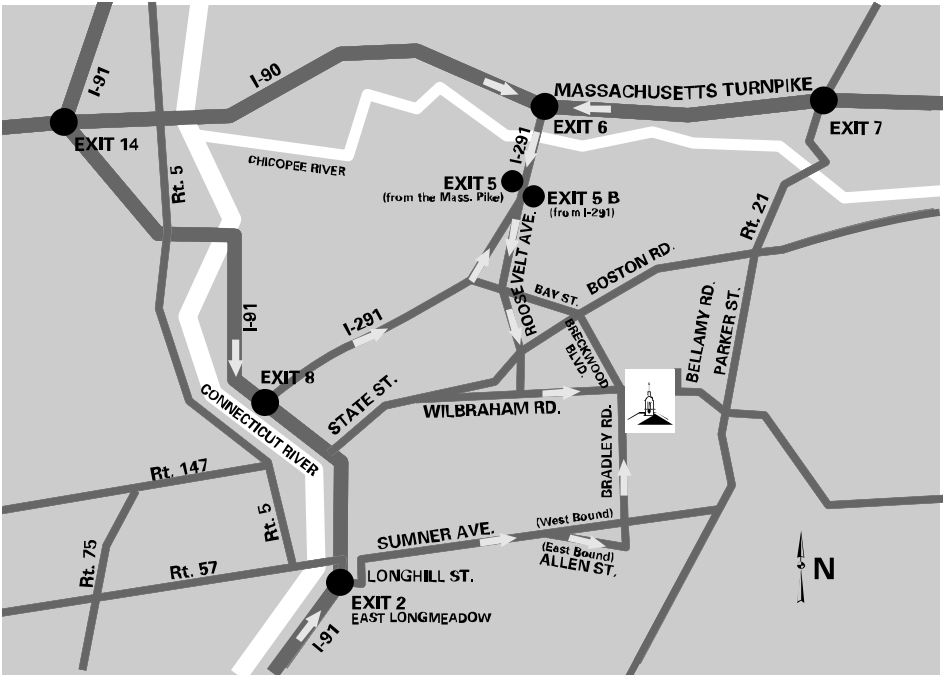 I-91
I-90
MASSACHUSETTS TURNPIKE
EXIT 14
EXIT 6
EXIT 7
CHICOPEE RIVER
Rt. 5
I-291
EXIT 5
(from the Mass. Pike)
EXIT 5 B
(from I-291)
Rt. 21
ROOSEVELT AVE.
BOSTON RD.
BAY ST.
I-91
I-291
BRECKWOOD
BLVD.
BELLAMY RD.
PARKER ST.
EXIT 8
STATE ST.
WILBRAHAM RD.
CONNECTICUT RIVER
BRADLEY RD.
Rt. 147
Rt. 5
SUMNER AVE.
(West Bound)
(East Bound)
ALLEN ST.
Rt. 75
Rt. 57
LONGHILL ST.
N
EXIT 2
EAST LONGMEADOW
I-91